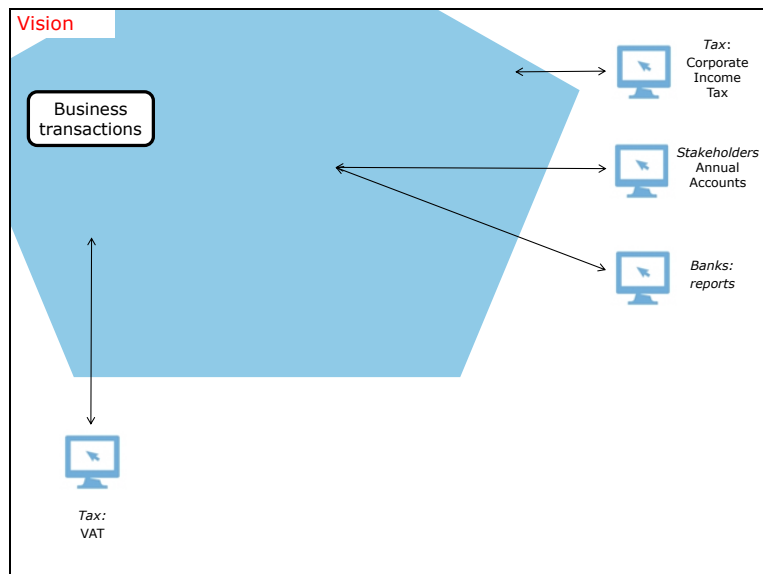 Vision
Business
transactions
Tax:
Corporate
Income
Tax
Stakeholders
Annual
Accounts
Banks:
reports
Tax:
VAT